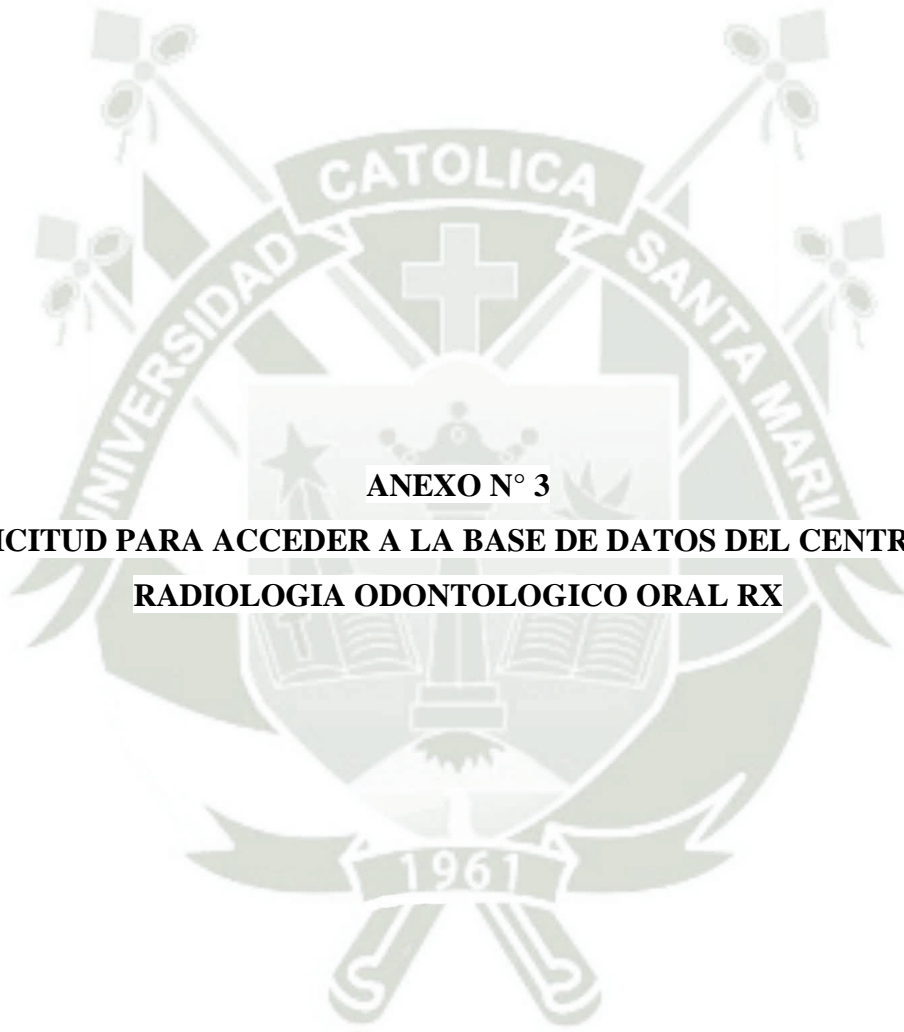 UNIVERSIDAD
CATOLICA
SANTA MARI
ANEXO N° 3
ICITUD PARA ACCEDER A LA BASE DE DATOS DEL CENTR
RADIOLOGIA ODONTOLOGICO ORAL RX
1961